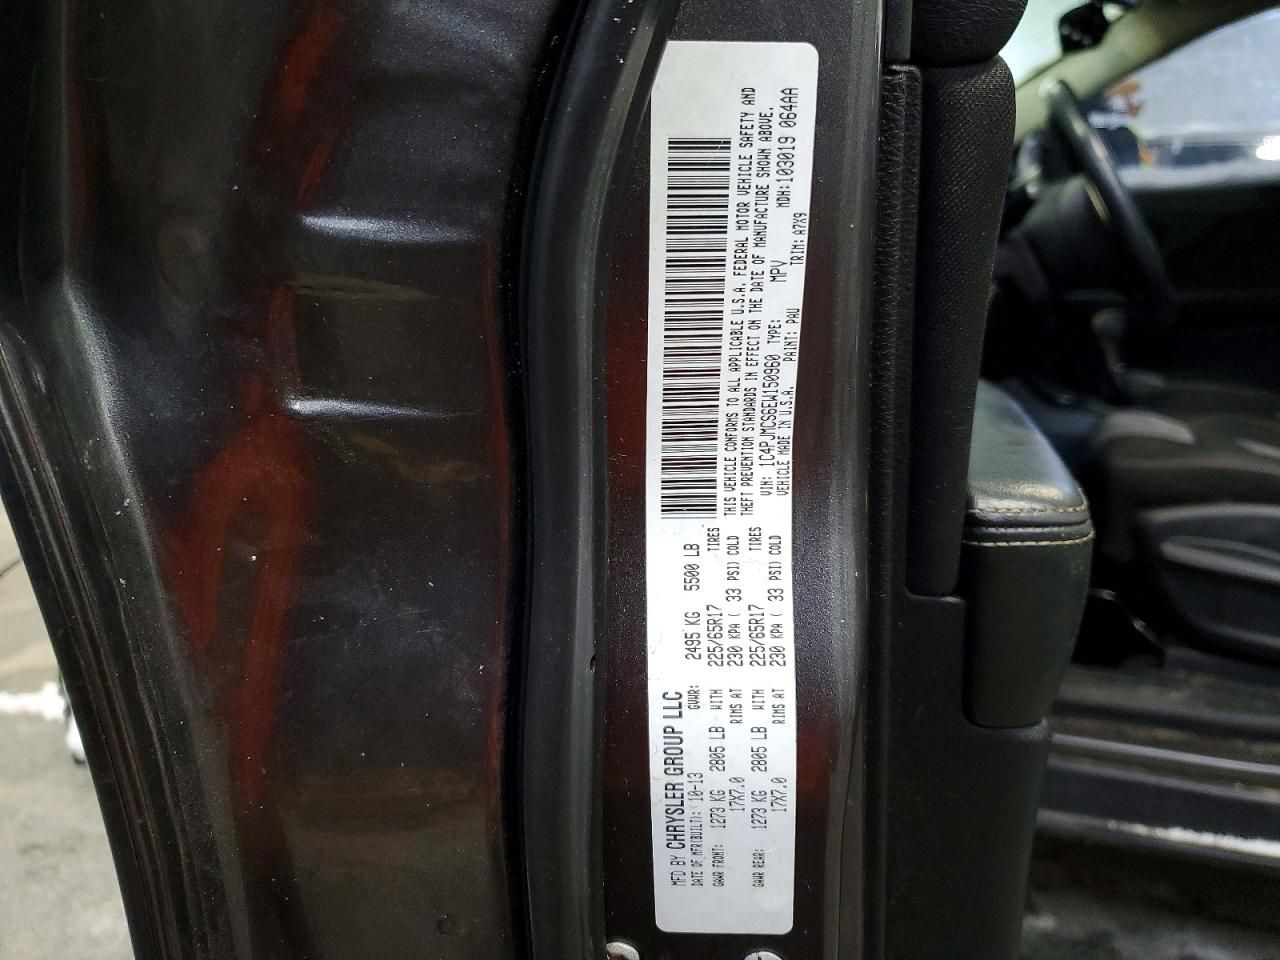 MFD BY CHRYSLER GROUP LLC
DATE OF MFR(BUILT): 10-13 GVWR: 2495 KG 5500 LB
GAWR FRONT: 1273 KG 2805 LB WITH 225/65R17 TIRES
17X7.0 RIMS AT 230 KPA ( 33 PSI) COLD
GAWR REAR: 1273 KG 2805 LB WITH 225/65R17 TIRES
17X7.0 RIMS AT 230 KPA ( 33 PSI) COLD
THIS VEHICLE CONFORMS TO ALL APPLICABLE U.S.A. FEDERAL MOTOR VEHICLE SAFETY AND
THEFT PREVENTION STANDARDS IN EFFECT ON THE DATE OF MANUFACTURE SHOWN ABOVE.
VIN: 1C4PJMCS6EW150960 TYPE: MPV MDH:103019 064AA
VEHICLE MADE IN U.S.A. PAINT: PAU TRIM: A7X9